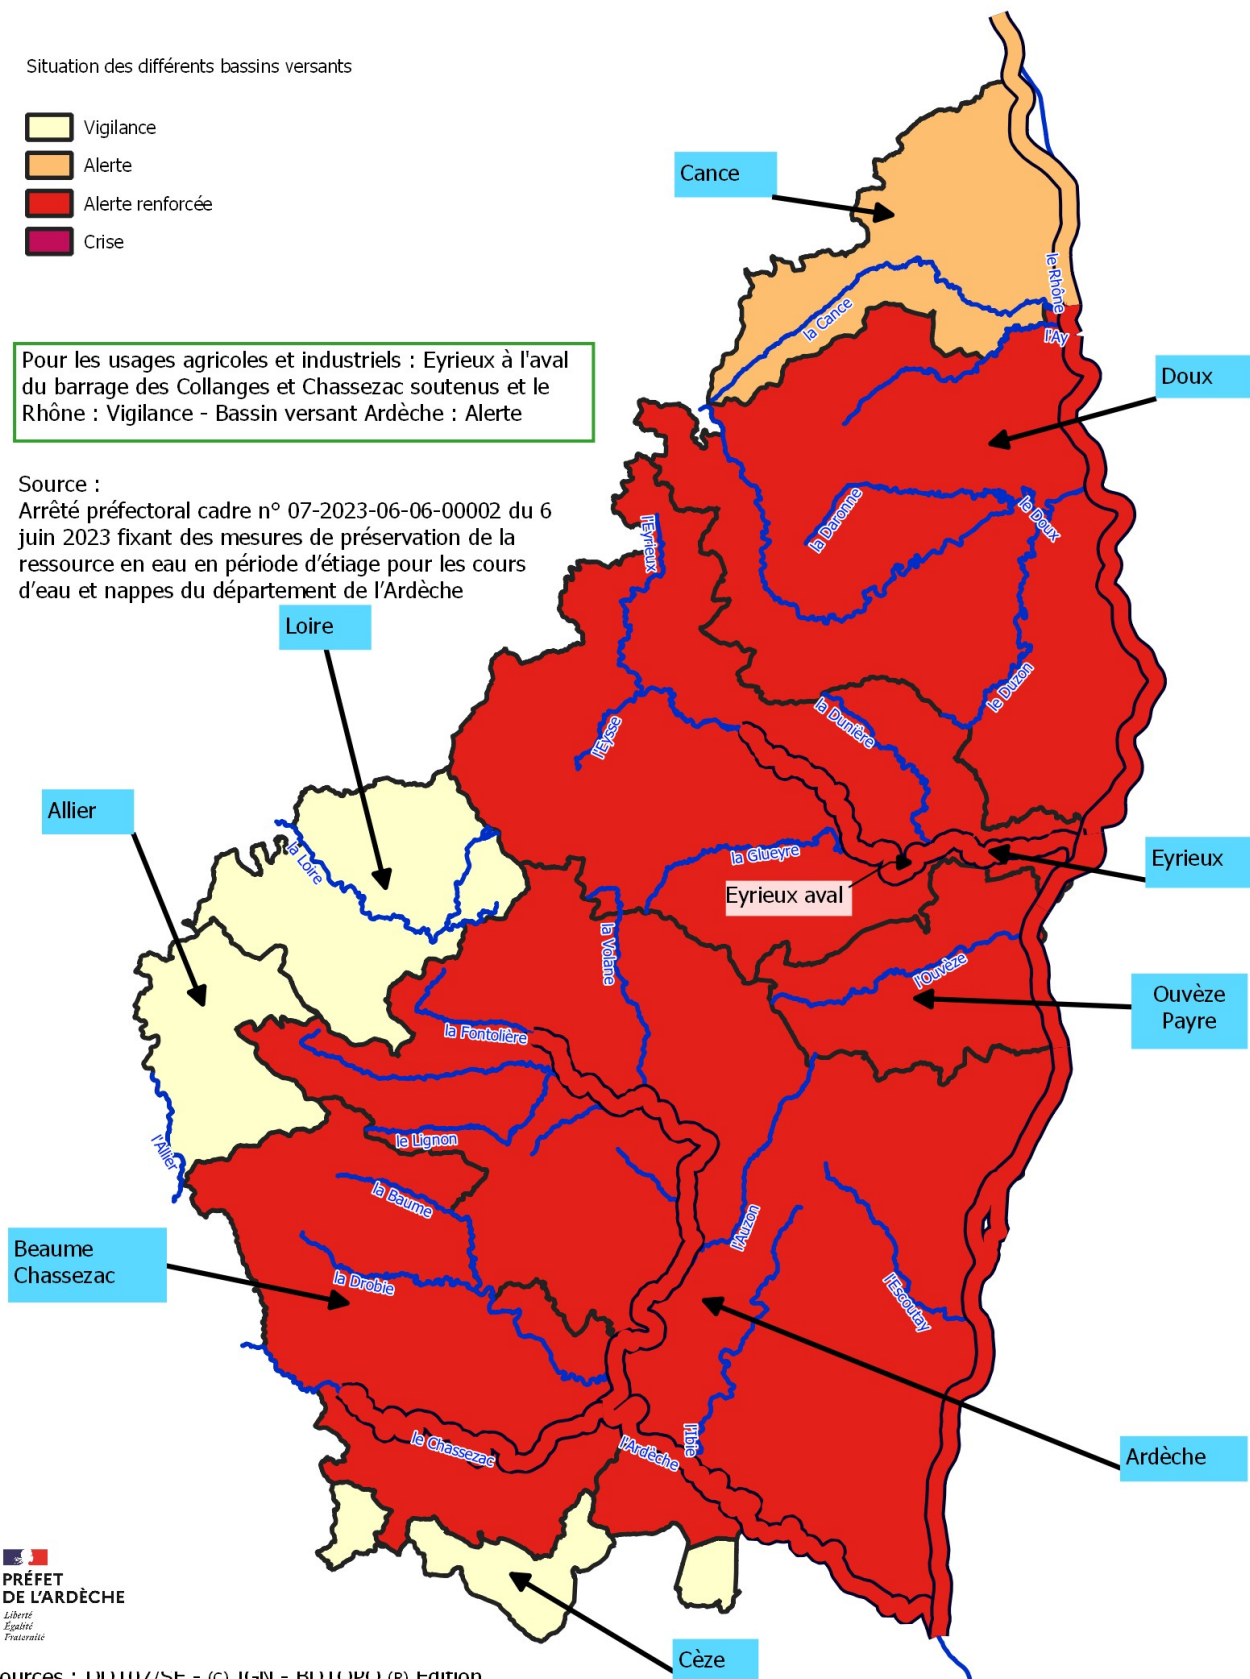 Situation des différents bassins versants
Vigilance
Alerte
Alerte renforcée
Crise
Cance
le Rhône
la Cance
l'Ay
Pour les usages agricoles et industriels : Eyrieux à l'aval
du barrage des Collanges et Chassezac soutenus et le
Rhône : Vigilance - Bassin versant Ardèche : Alerte
Doux
Source :
Arrêté préfectoral cadre n° 07-2023-06-06-00002 du 6
juin 2023 fixant des mesures de préservation de la
ressource en eau en période d'étiage pour les cours
d'eau et nappes du département de l'Ardèche
l'Eyrieux
la Daronne
le Doux
Loire
le Duzon
la Dunière
l'Eysse
Allier
la Loire
la Glueyre
Eyrieux
Eyrieux aval
la Volane
l'Ouvèze
Ouvèze
Payre
la Fontolière
le Lignon
l'Allier
la Baume
l'Auzon
Beaume
Chassezac
la Drobie
l'Escoutay
le Chassezac
l'Ardèche
l'Ibie
Ardèche
PRÉFET
DE L'ARDÈCHE
Liberté
Égalité
Fraternité
Cèze
ources : DDT07/SE - (c) IGN - BDTOPO (R) Edition